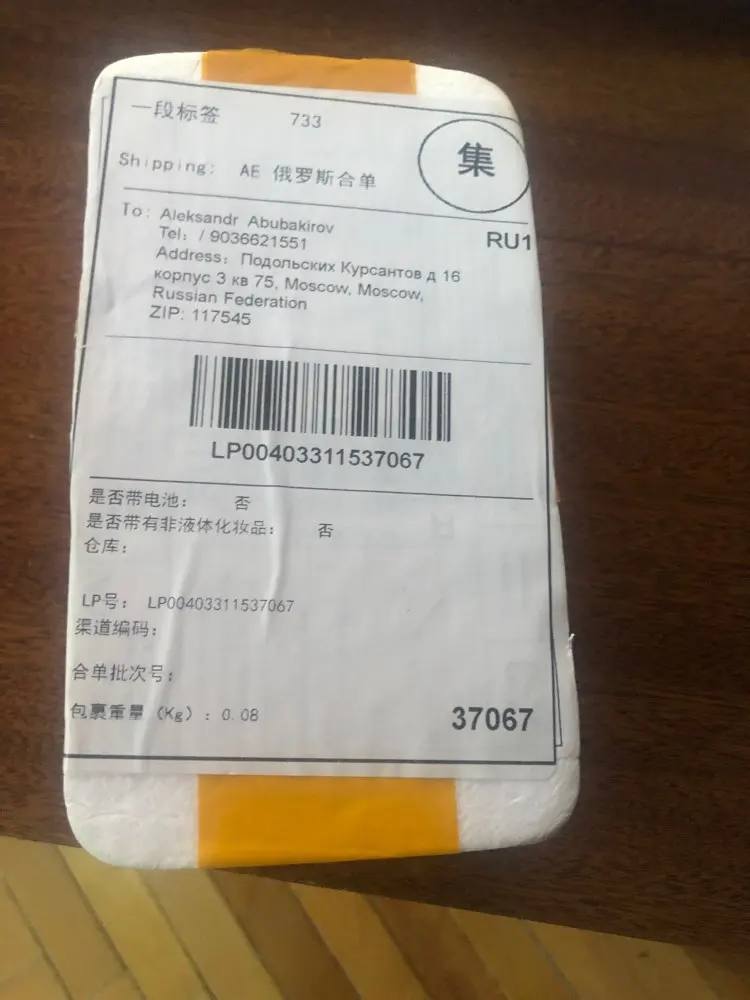 一段标签 733
集
Shipping: AE 俄罗斯合单
RU1
To: Aleksandr Abubakirov
Tel: / 9036621551
Address: Подольских Курсантов д 16
корпус 3 кв 75, Moscow, Moscow,
Russian Federation
ZIP: 117545
LP00403311537067
是否带电池: 否
是否带有非液体化妆品: 否
仓库:
LP号: LP00403311537067
渠道编码:
合单批次号:
包裹重量 (Kg) : 0.08
37067